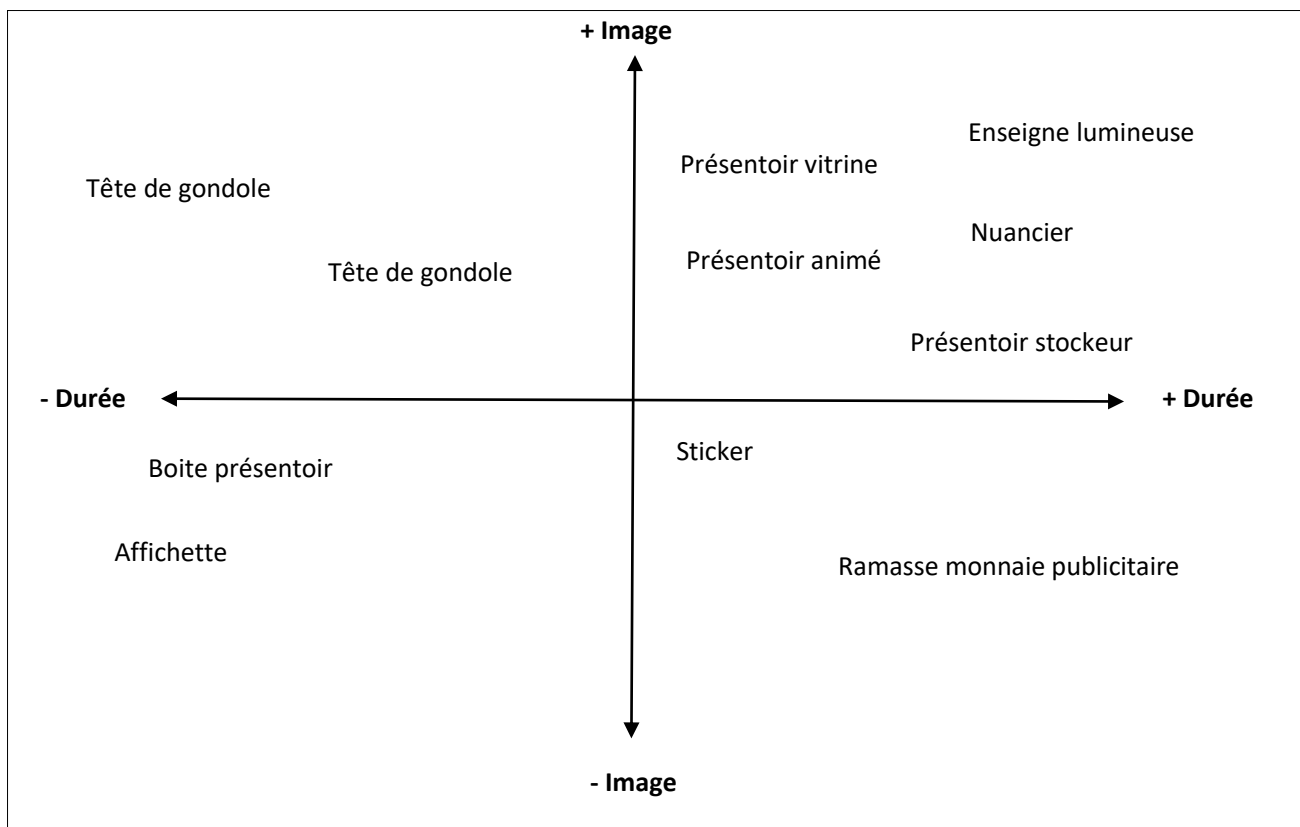 + Image
Enseigne lumineuse
Présentoir vitrine
Tête de gondole
Nuancier
Présentoir animé
Tête de gondole
Présentoir stockeur
- Durée
+ Durée
Sticker
Boite présentoir
Affichette
Ramasse monnaie publicitaire
- Image